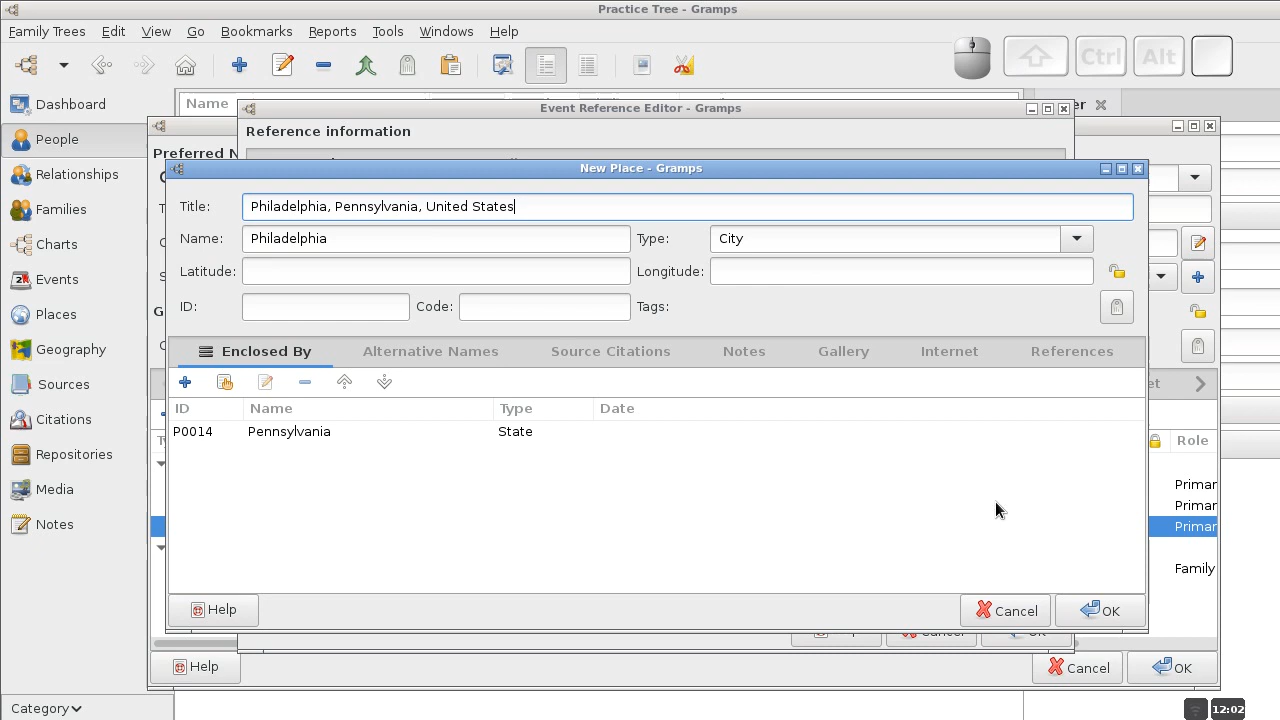 Practice Tree - Gramps
Family Trees Edit View Go Bookmarks Reports Tools Windows Help
Ctrl Alt
Dashboard
People
Relationships
Families
Charts
Events
Places
Geography
Sources
Citations
Repositories
Media
Notes
Category
Name
Event Reference Editor - Gramps
Reference information
Preferred N
New Place - Gramps
Title: Philadelphia, Pennsylvania, United States
Name: Philadelphia Type: City
Latitude: Longitude:
ID: Code: Tags:
Enclosed By Alternative Names Source Citations Notes Gallery Internet References
ID Name Type Date
P0014 Pennsylvania State
Help Cancel OK
Role
Primar
Primar
Primar
Family
Help Cancel OK
12:02